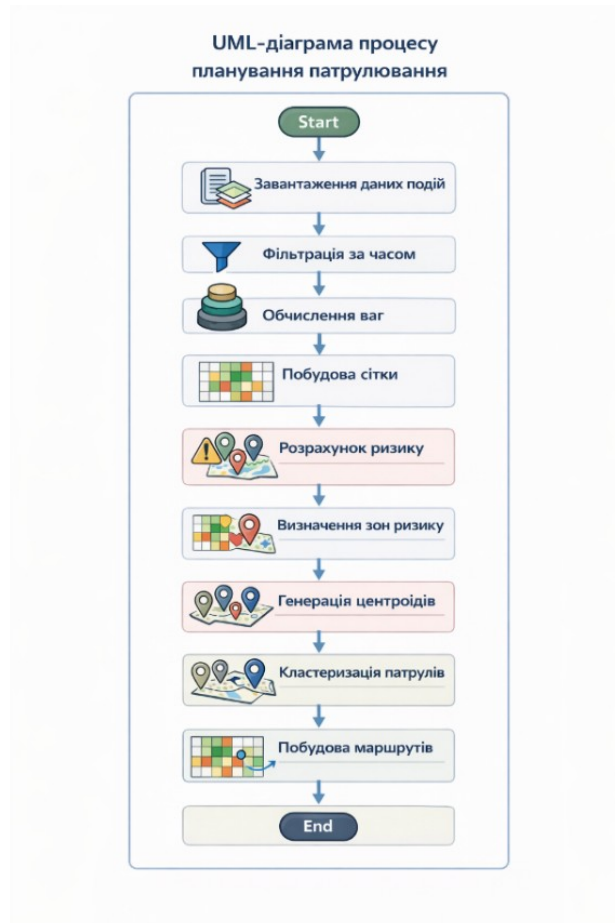 UML-діаграма процесу
планування патрулювання
Start
Завантаження даних подій
Фільтрація за часом
Обчислення ваг
Побудова сітки
Розрахунок ризику
Визначення зон ризику
Генерація центроїдів
Кластеризація патрулів
Побудова маршрутів
End